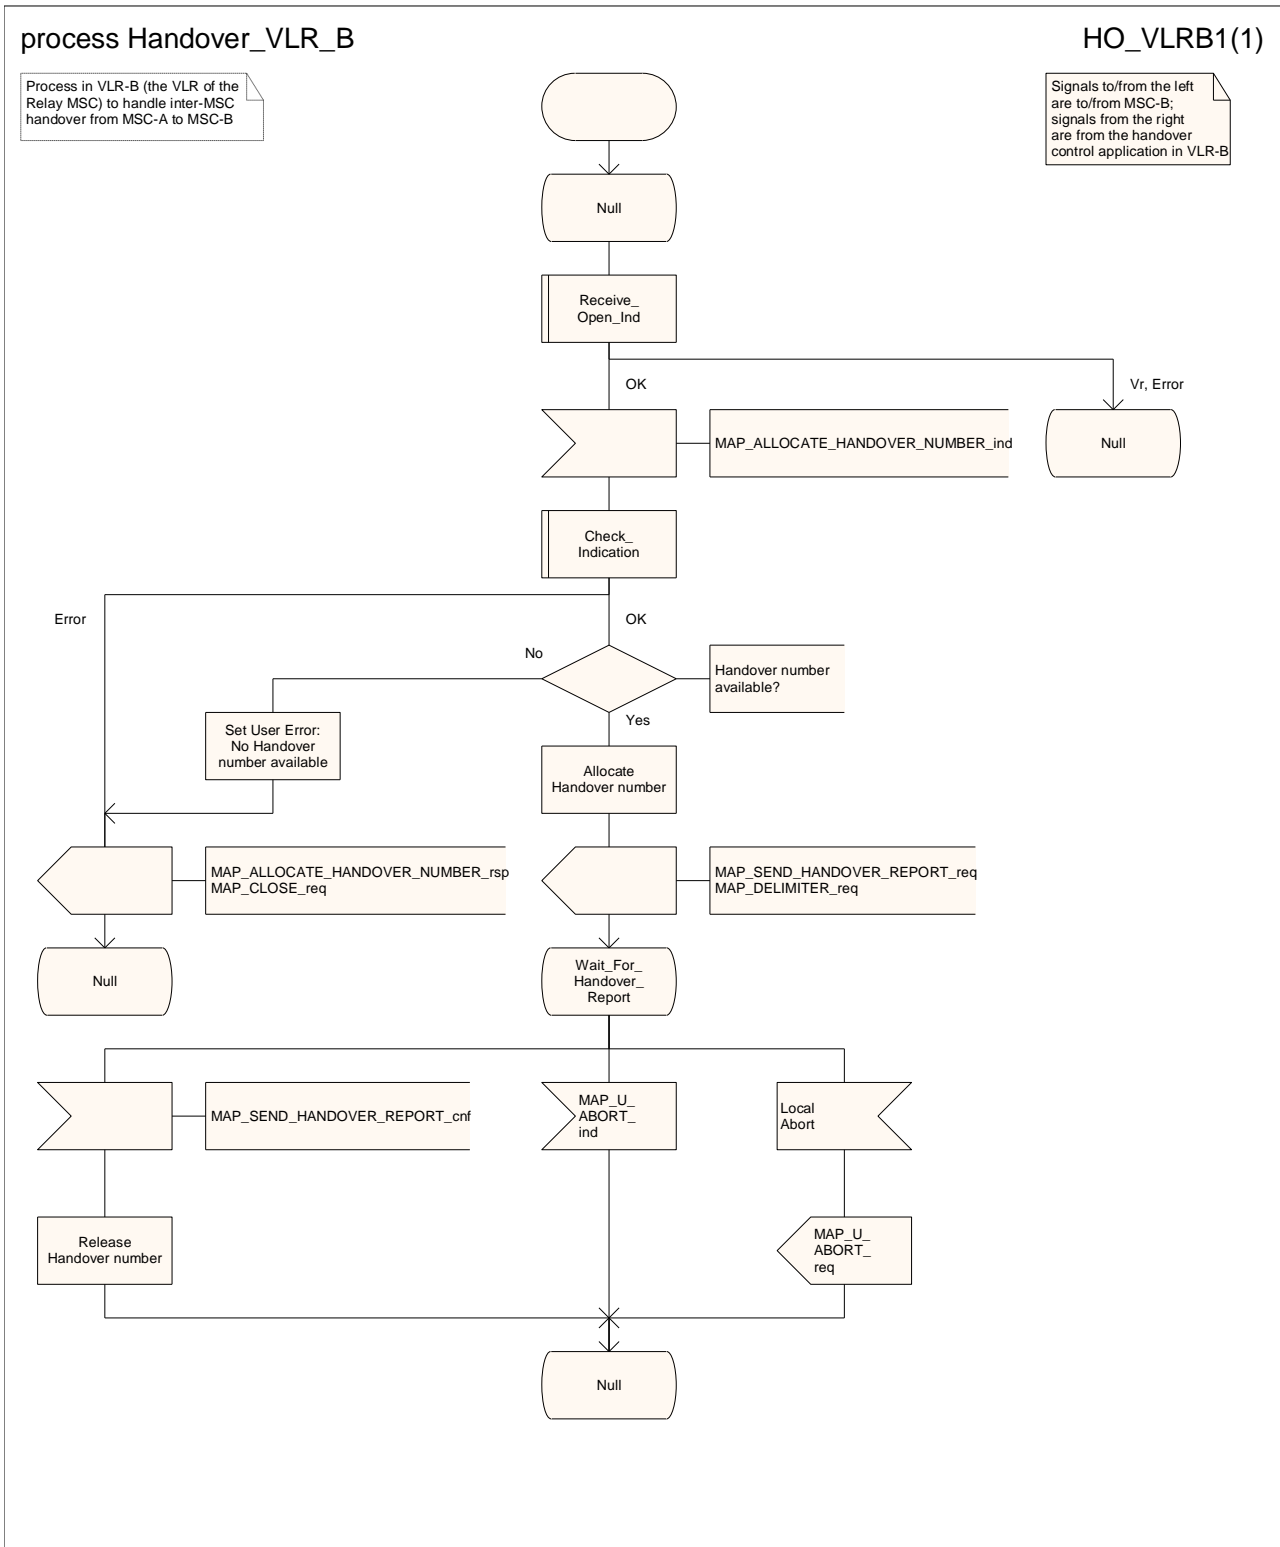 process Handover_VLR_B
HO_VLRB1(1)
Process in VLR-B (the VLR of the
Relay MSC) to handle inter-MSC
handover from MSC-A to MSC-B
Signals to/from the left
are to/from MSC-B;
signals from the right
are from the handover
control application in VLR-B
Null
Receive_
Open_Ind
OK
Vr, Error
MAP_ALLOCATE_HANDOVER_NUMBER_ind
Null
Check_
Indication
Error
OK
No
Handover number
available?
Yes
Set User Error:
No Handover
number available
Allocate
Handover number
MAP_ALLOCATE_HANDOVER_NUMBER_rsp
MAP_CLOSE_req
MAP_SEND_HANDOVER_REPORT_req
MAP_DELIMITER_req
Null
Wait_For_
Handover_
Report
MAP_SEND_HANDOVER_REPORT_cnf
MAP_U_
ABORT_
ind
Local
Abort
Release
Handover number
MAP_U_
ABORT_
req
Null